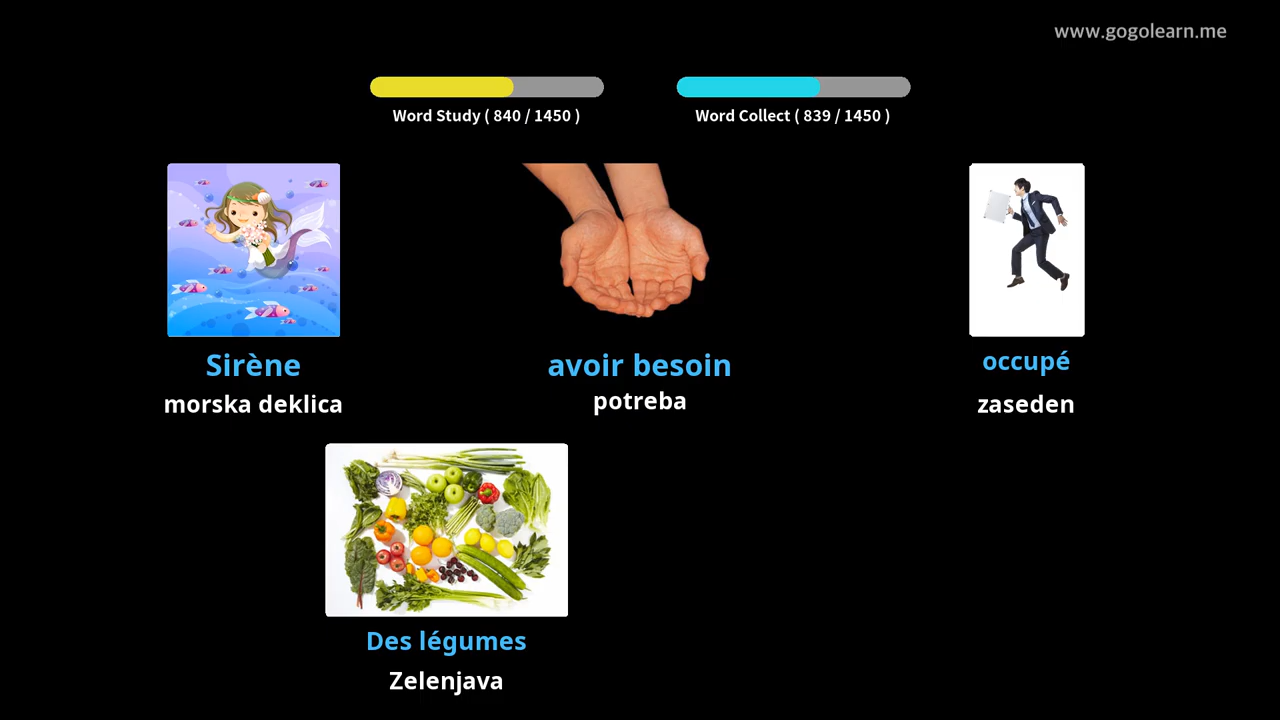 www.gogolearn.me
Word Study ( 840 / 1450 )
Word Collect ( 839 / 1450 )
Sirène
morska deklica
avoir besoin
potreba
occupé
zaseden
Des légumes
Zelenjava